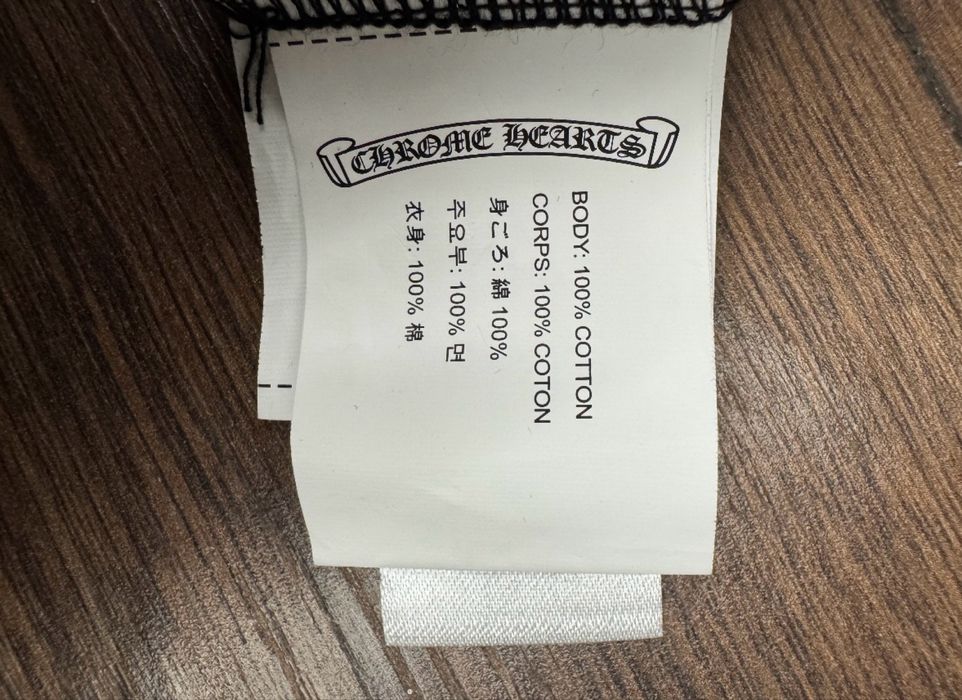 CHROME HEARTS
BODY: 100% COTTON
CORPS: 100% COTON
身ごろ: 綿 100%
주요부: 100% 면
衣身: 100% 棉